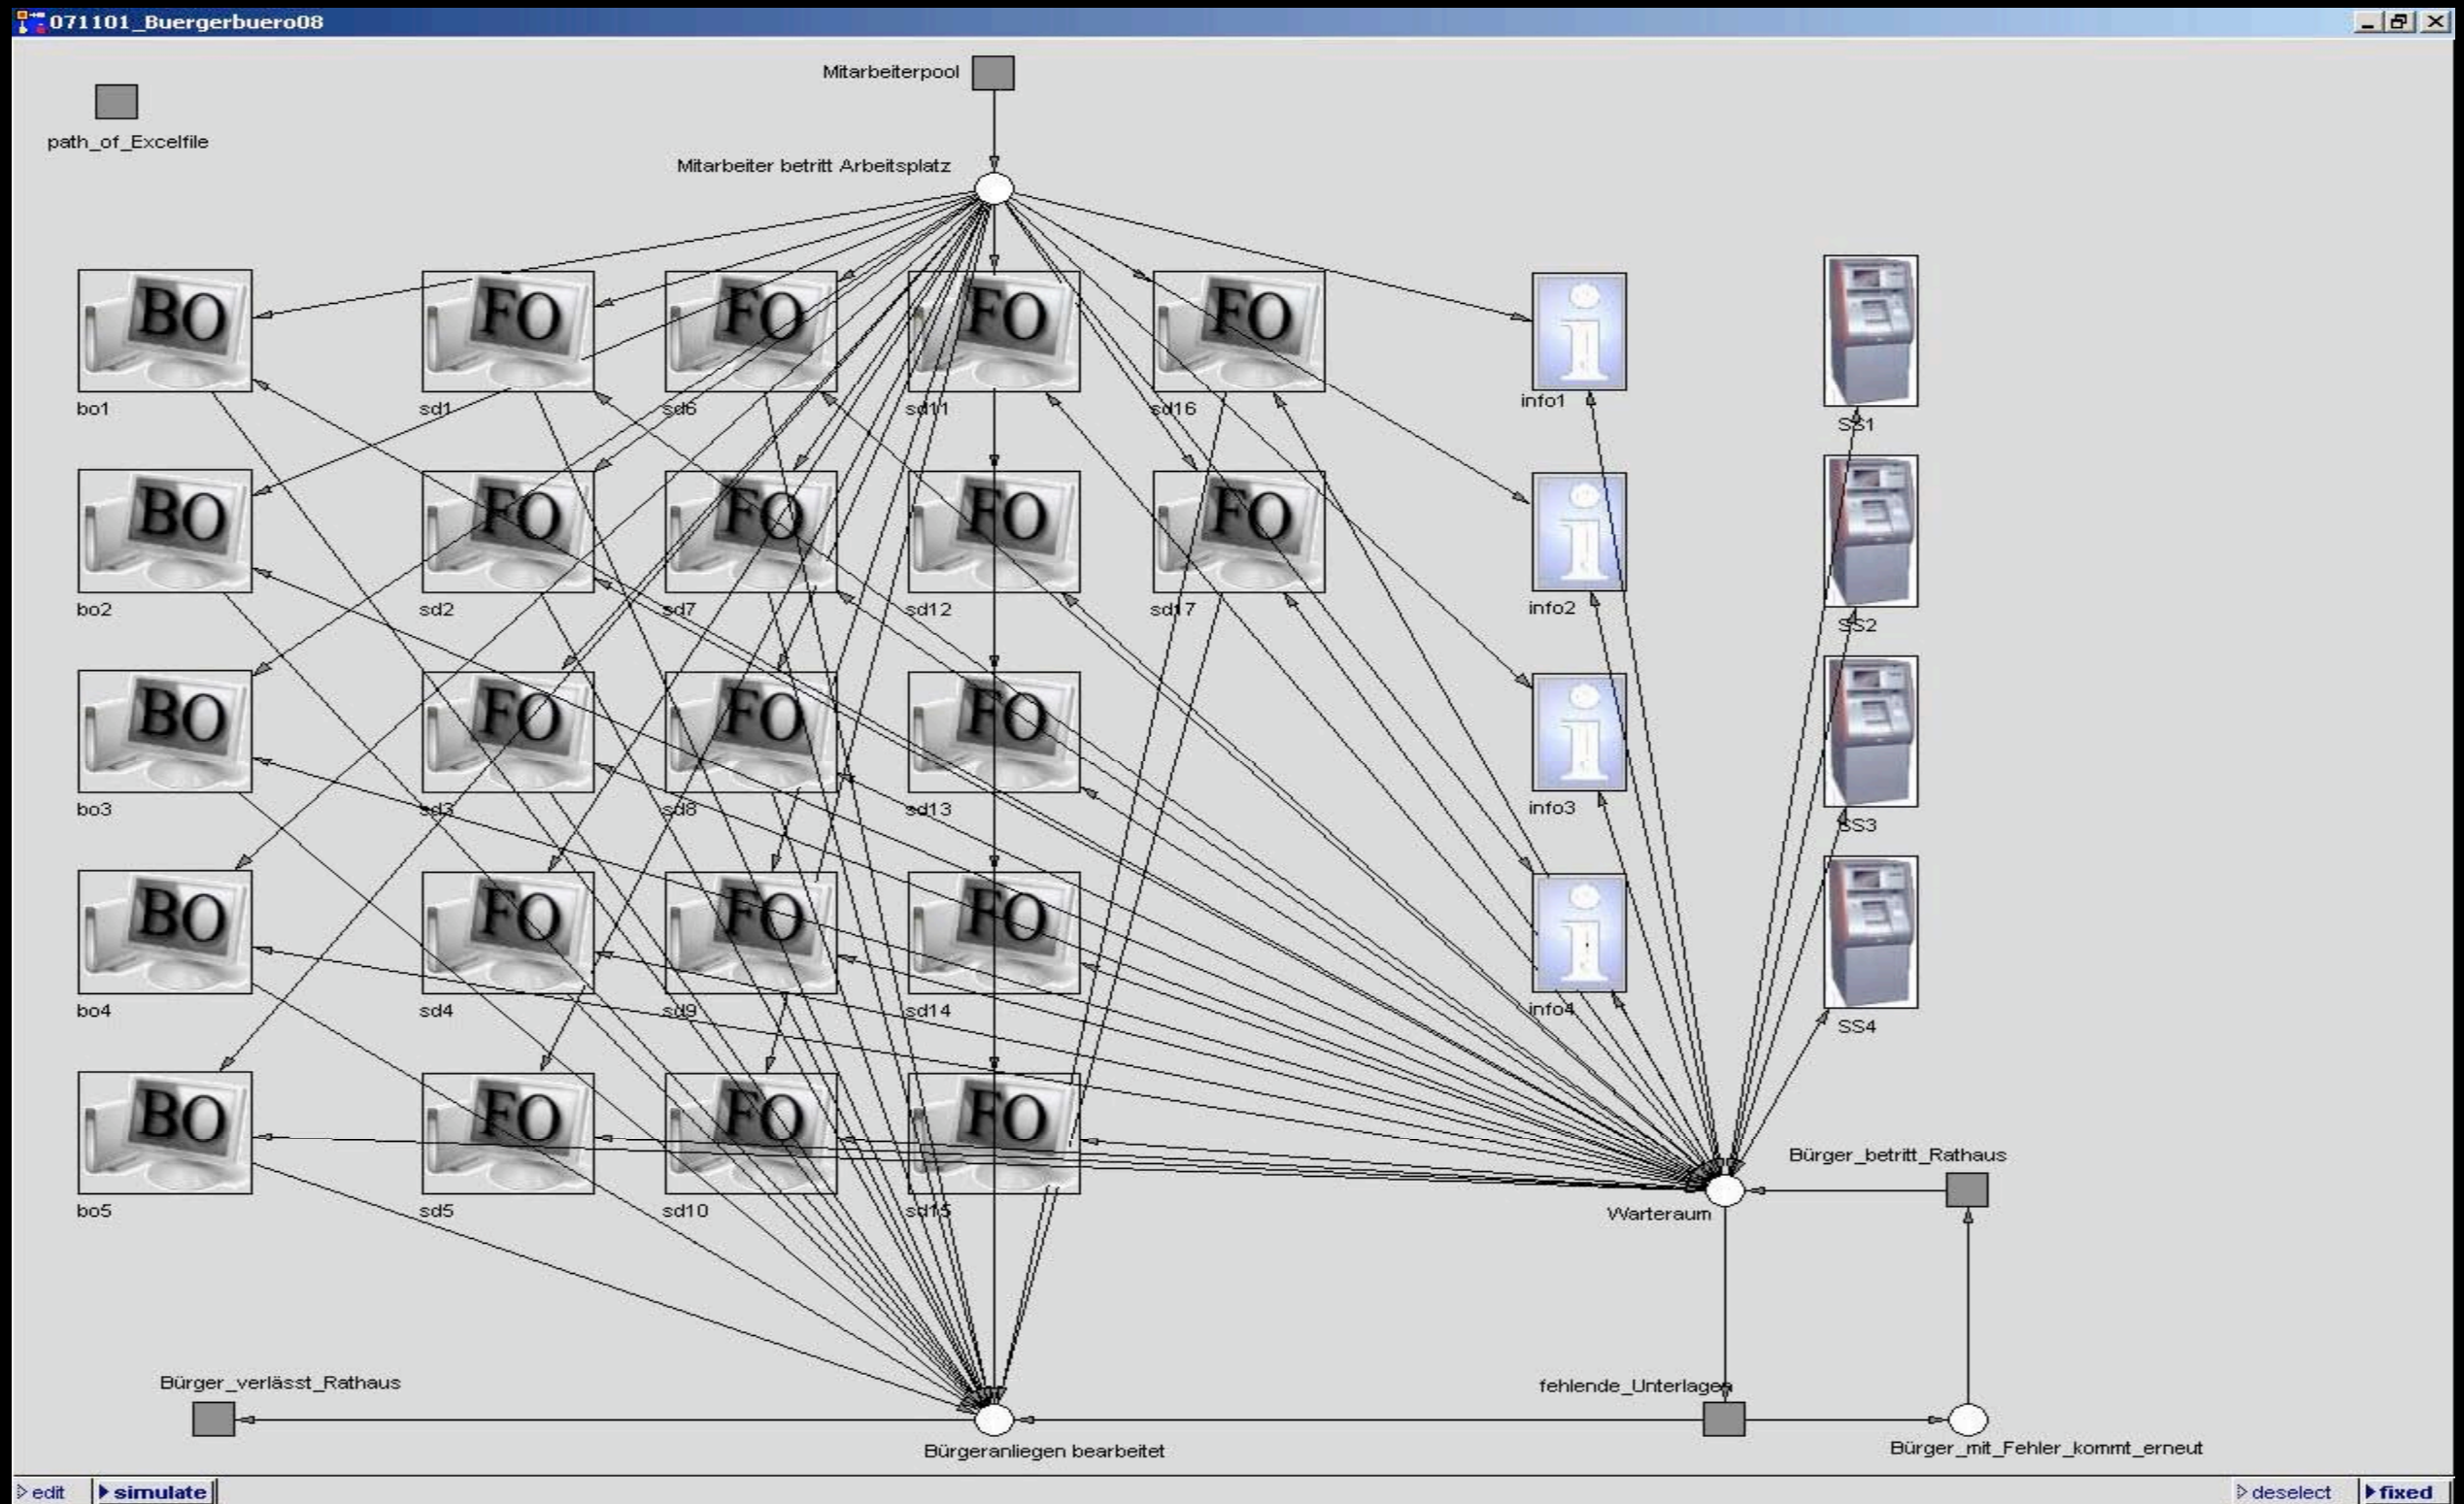 071101_Buergerbuero08
Mitarbeiterpool
path_of_Excelfile
Mitarbeiter betritt Arbeitsplatz
BO FO FO FO FO i
bo1 sd1 sd6 sd11 sd16 info1 SS1
BO FO FO FO FO i
bo2 sd2 sd7 sd12 sd17 info2 SS2
BO FO FO FO i
bo3 sd3 sd8 sd13 info3 SS3
BO FO FO FO i
bo4 sd4 sd9 sd14 info4 SS4
BO FO FO FO
bo5 sd5 sd10 sd15
Bürger_betritt_Rathaus
Warteraum
Bürger_verlässt_Rathaus
fehlende_Unterlagen
Bürgeranliegen bearbeitet
Bürger_mit_Fehler_kommt_erneut
edit simulate deselect fixed